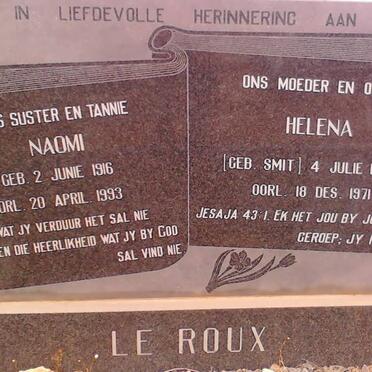 IN LIEFDEVOLLE HERINNERING AAN
SUSTER EN TANNIE
NAOMI
GEB. 2 JUNIE 1916
OORL. 20 APRIL 1993
WAT JY VERDUUR HET SAL NIE
EN DIE HEERLIKHEID WAT JY BY GOD
SAL VIND NIE
ONS MOEDER EN
HELENA
[GEB. SMIT] 4 JULIE
OORL. 18 DES. 1971
JESAJA 43:1. EK HET JOU BY
GEROEP; JY
LE ROUX